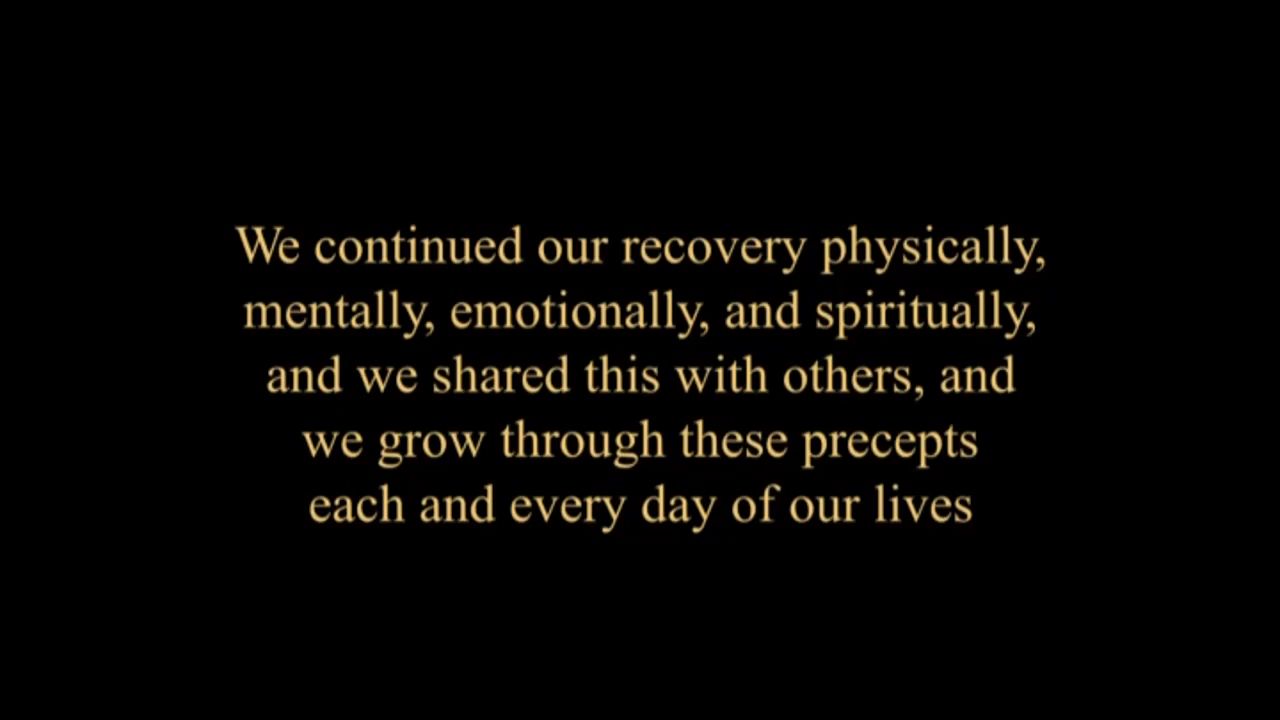 We continued our recovery physically,
mentally, emotionally, and spiritually,
and we shared this with others, and
we grow through these precepts
each and every day of our lives